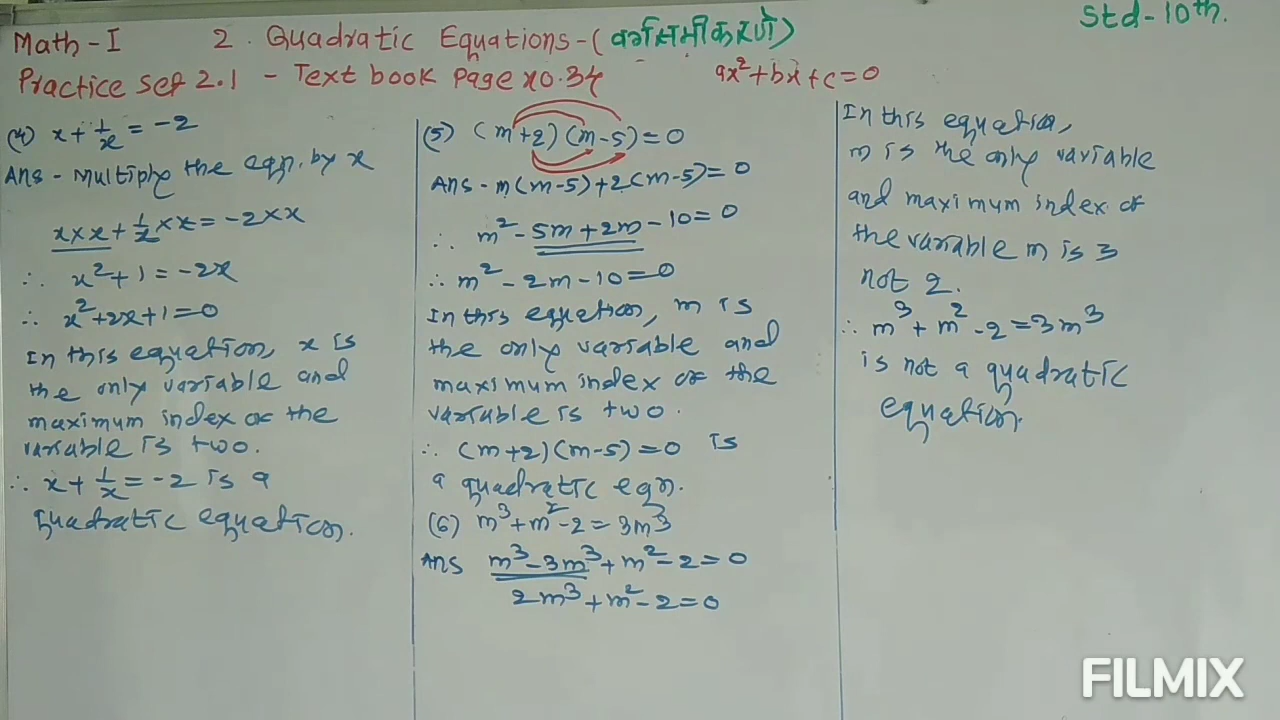 Std-10th.
Math-I 2. Quadratic Equations-(वर्गसमीकरणे)
Practice Set 2.1 - Text book Page No.34 ax²+bx+c=0
(4) x+1/x=-2
Ans-Multiply the eqn. by x
x×x+1/x×x=-2×x
∴ x²+1=-2x
∴ x²+2x+1=0
In this equation, x is
the only variable and
maximum index of the
variable is two.
∴ x+1/x=-2 is a
quadratic equation.
(5) (m+2)(m-5)=0
Ans-m(m-5)+2(m-5)=0
∴ m²-5m+2m-10=0
∴ m²-2m-10=0
In this equation, m is
the only variable and
maximum index of the
variable is two.
∴ (m+2)(m-5)=0 is
a quadratic eqn.
(6) m³+m²-2=3m³
Ans m³-3m³+m²-2=0
2m³+m²-2=0
In this equation,
m is the only variable
and maximum index of
the variable m is 3
not 2.
∴ m³+m²-2=3m³
is not a quadratic
equation.
FILMIX